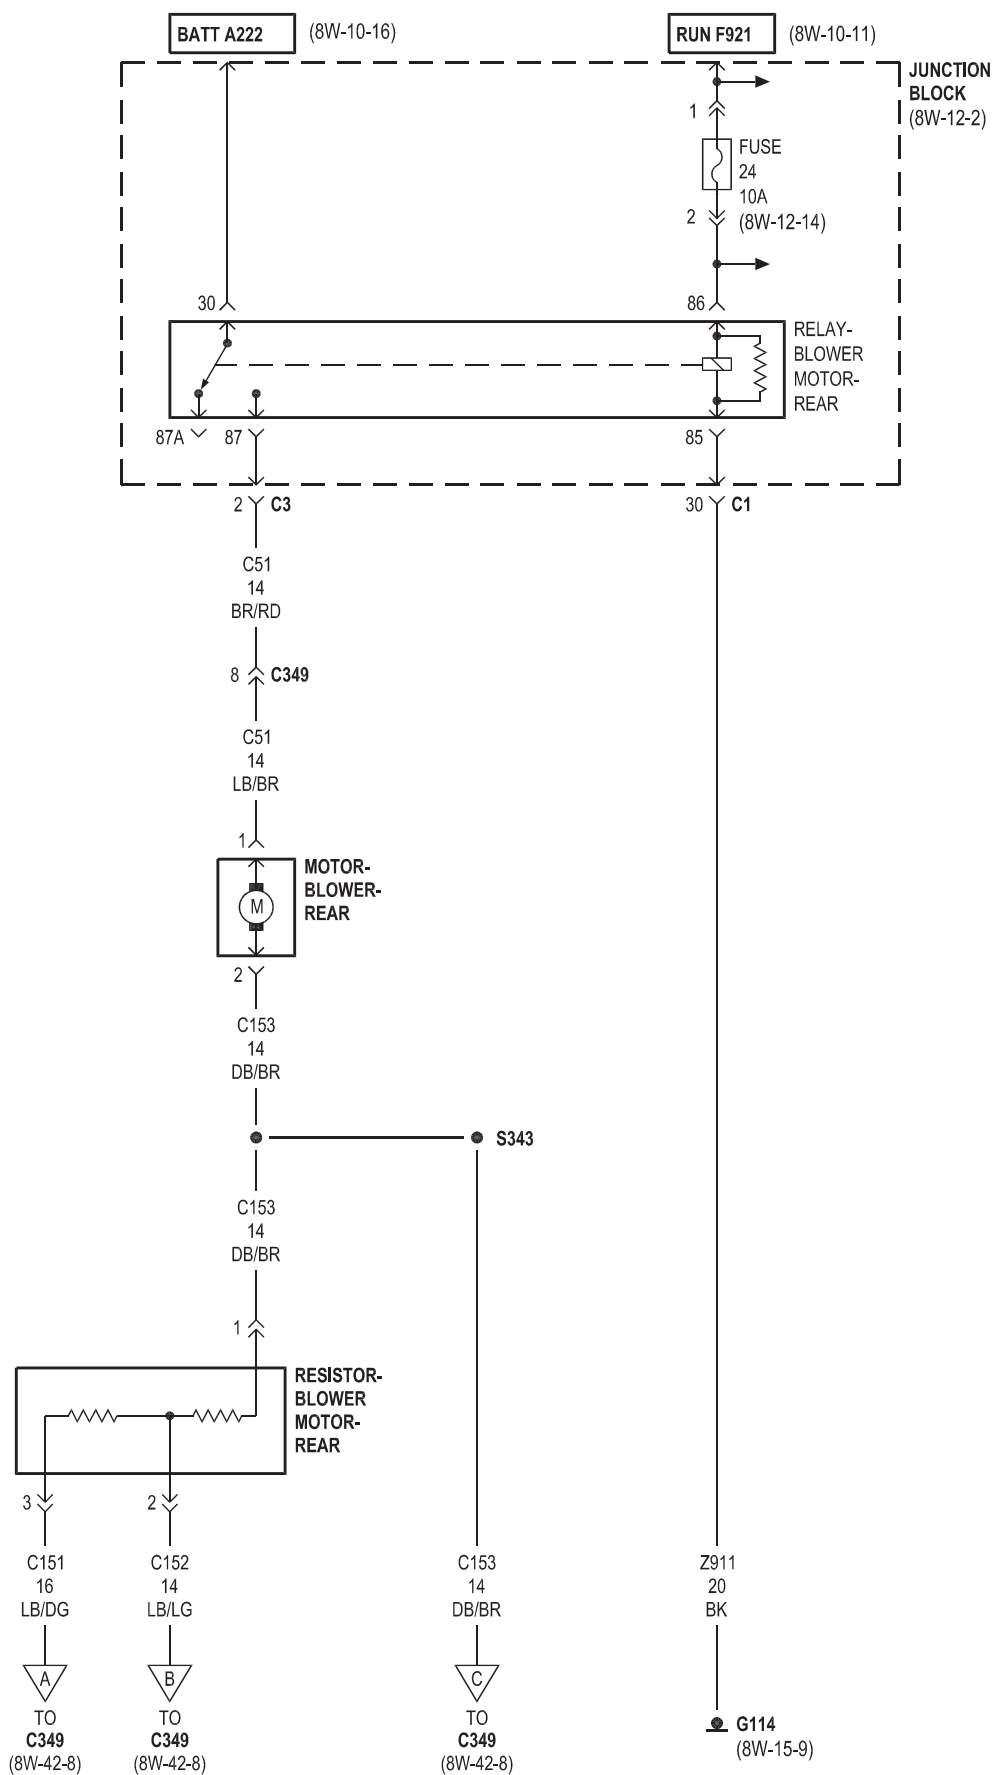 BATT A222 (8W-10-16)
RUN F921 (8W-10-11)
JUNCTION
BLOCK
(8W-12-2)
1
FUSE
24
10A
2 (8W-12-14)
30
86
RELAY-
BLOWER
MOTOR-
REAR
87A
87
85
2 C3
30 C1
C51
14
BR/RD
8 C349
C51
14
LB/BR
1
MOTOR-
BLOWER-
REAR
M
2
C153
14
DB/BR
S343
C153
14
DB/BR
1
RESISTOR-
BLOWER
MOTOR-
REAR
3
2
C151
16
LB/DG
C152
14
LB/LG
C153
14
DB/BR
Z911
20
BK
A
TO
C349
(8W-42-8)
B
TO
C349
(8W-42-8)
C
TO
C349
(8W-42-8)
G114
(8W-15-9)